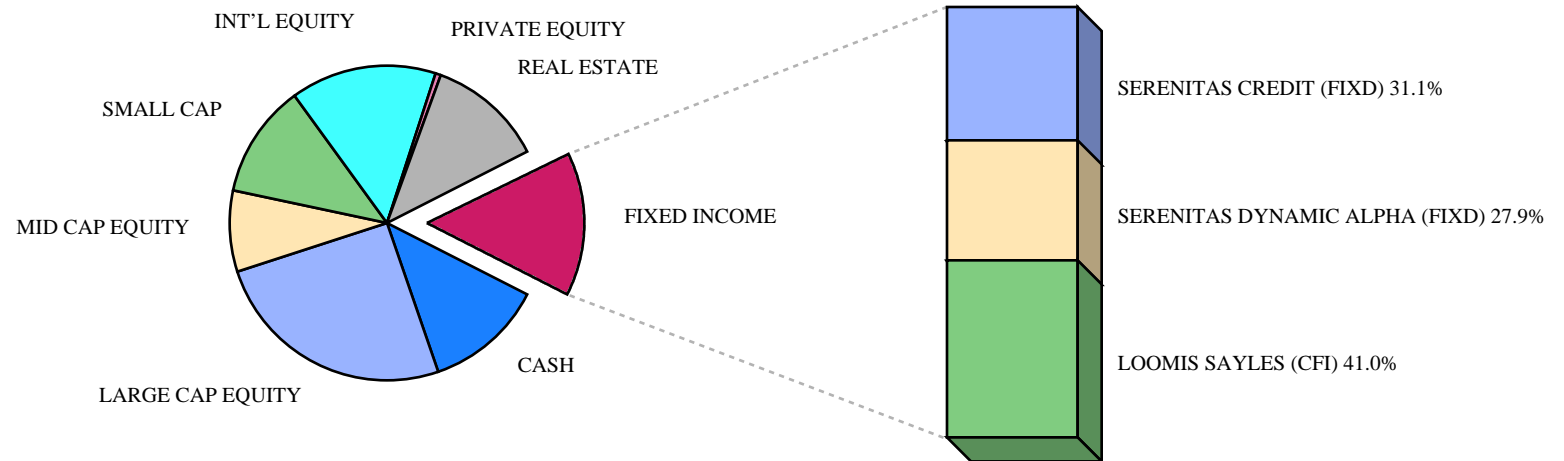 INT'L EQUITY
PRIVATE EQUITY
REAL ESTATE
SMALL CAP
MID CAP EQUITY
FIXED INCOME
CASH
LARGE CAP EQUITY
SERENITAS CREDIT (FIXD) 31.1%
SERENITAS DYNAMIC ALPHA (FIXD) 27.9%
LOOMIS SAYLES (CFI) 41.0%